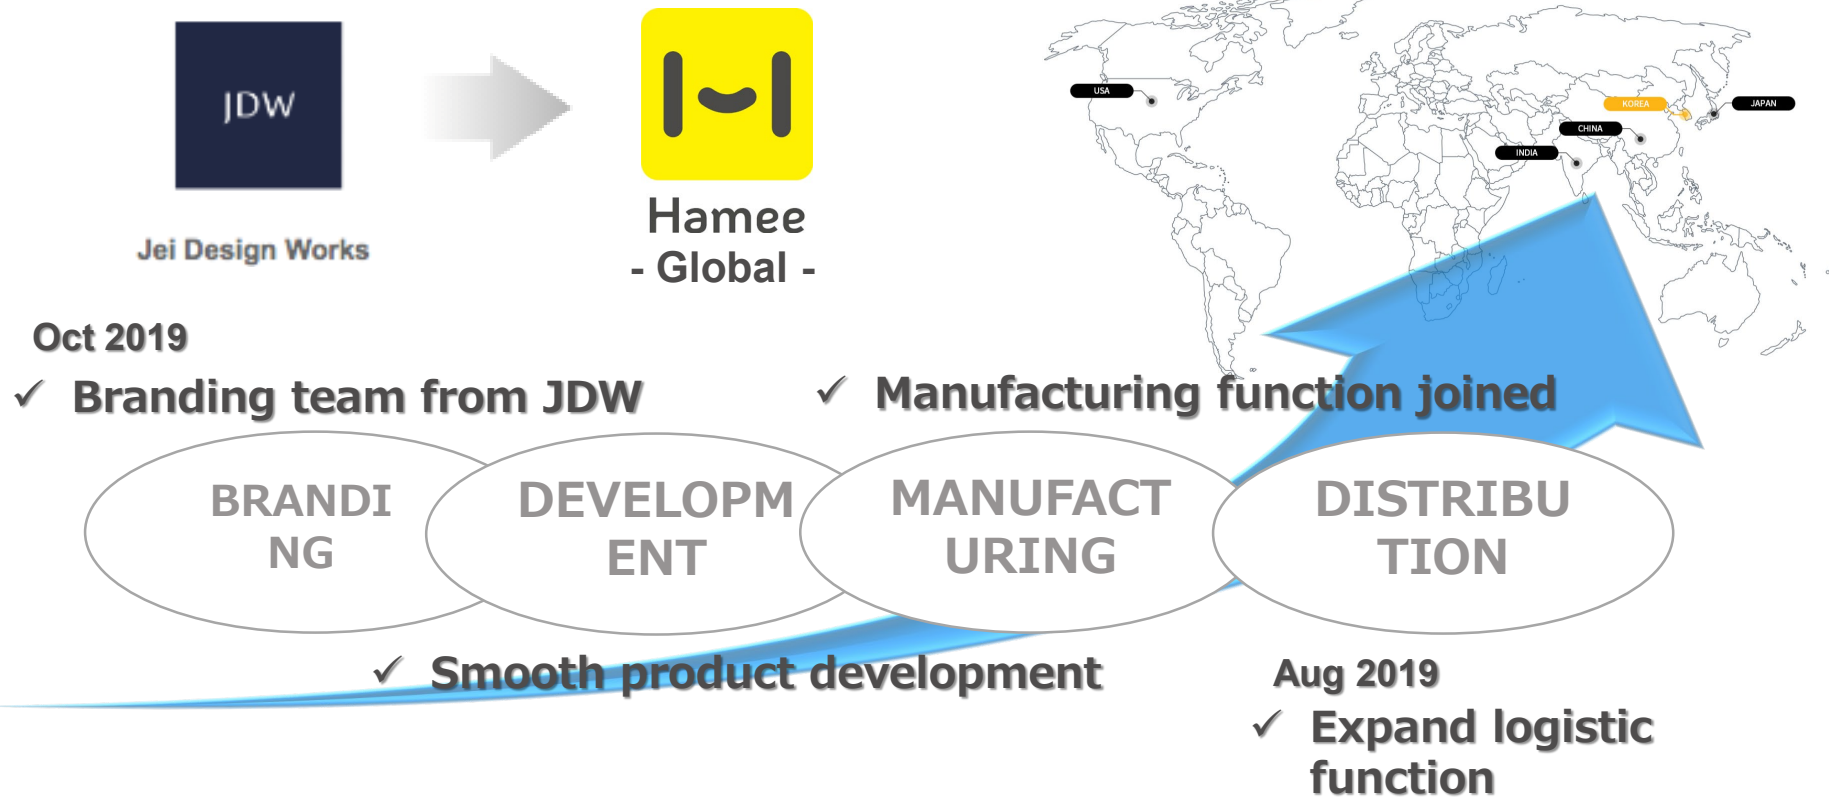 JDW
Jei Design Works
Hamee
- Global -
USA
KOREA
JAPAN
CHINA
INDIA
Oct 2019
✓ Branding team from JDW
✓ Manufacturing function joined
BRANDI
NG
DEVELOPM
ENT
MANUFACT
URING
DISTRIBU
TION
✓ Smooth product development
Aug 2019
✓ Expand logistic
function